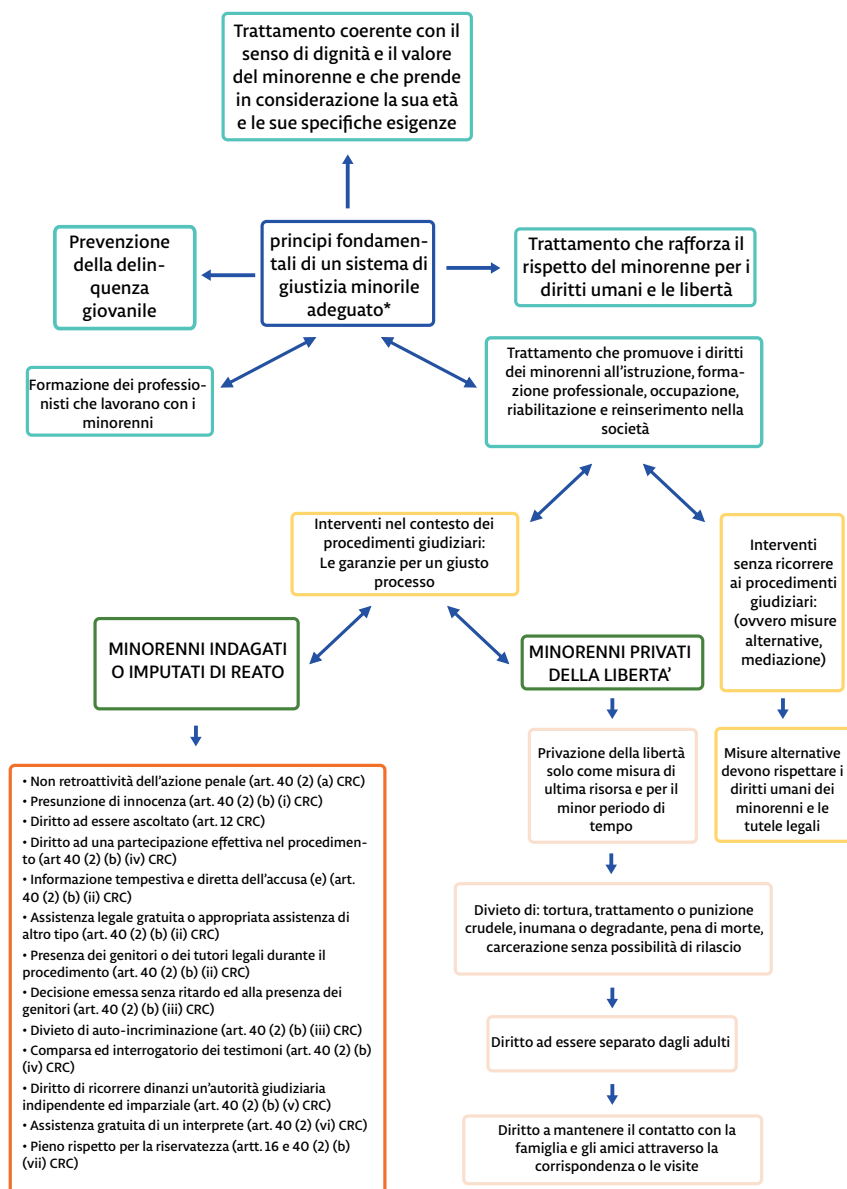 Trattamento coerente con il
senso di dignità e il valore
del minorenne e che prende
in considerazione la sua età
e le sue specifiche esigenze
Prevenzione
della delin-
quenza
giovanile
principi fondamen-
tali di un sistema di
giustizia minorile
adeguato*
Trattamento che rafforza il
rispetto del minorenne per i
diritti umani e le libertà
Formazione dei professio-
nisti che lavorano con i
minorenni
Trattamento che promuove i diritti
dei minorenni all'istruzione, forma-
zione professionale, occupazione,
riabilitazione e reinserimento nella
società
Interventi nel contesto dei
procedimenti giudiziari:
Le garanzie per un giusto
processo
Interventi
senza ricorrere
ai procedimenti
giudiziari:
(ovvero misure
alternative,
mediazione)
MINORENNI INDAGATI
O IMPUTATI DI REATO
MINORENNI PRIVATI
DELLA LIBERTA'
• Non retroattività dell'azione penale (art. 40 (2) (a) CRC)
• Presunzione di innocenza (art. 40 (2) (b) (i) CRC)
• Diritto ad essere ascoltato (art. 12 CRC)
• Diritto ad una partecipazione effettiva nel procedimen-
to (art 40 (2) (b) (iv) CRC)
• Informazione tempestiva e diretta dell'accusa (e) (art.
40 (2) (b) (ii) CRC)
• Assistenza legale gratuita o appropriata assistenza di
altro tipo (art. 40 (2) (b) (ii) CRC)
• Presenza dei genitori o dei tutori legali durante il
procedimento (art. 40 (2) (b) (ii) CRC)
• Decisione emessa senza ritardo ed alla presenza dei
genitori (art. 40 (2) (b) (iii) CRC)
• Divieto di auto-incriminazione (art. 40 (2) (b) (iii) CRC)
• Comparsa ed interrogatorio dei testimoni (art. 40 (2) (b)
(iv) CRC)
• Diritto di ricorrere dinanzi un'autorità giudiziaria
indipendente ed imparziale (art. 40 (2) (b) (v) CRC)
• Assistenza gratuita di un interprete (art. 40 (2) (vi) CRC)
• Pieno rispetto per la riservatezza (artt. 16 e 40 (2) (b)
(vii) CRC)
Privazione della libertà
solo come misura di
ultima risorsa e per il
minor periodo di
tempo
Misure alternative
devono rispettare i
diritti umani dei
minorenni e le
tutele legali
Divieto di: tortura, trattamento o punizione
crudele, inumana o degradante, pena di morte,
carcerazione senza possibilità di rilascio
Diritto ad essere separato dagli adulti
Diritto a mantenere il contatto con la
famiglia e gli amici attraverso la
corrispondenza o le visite